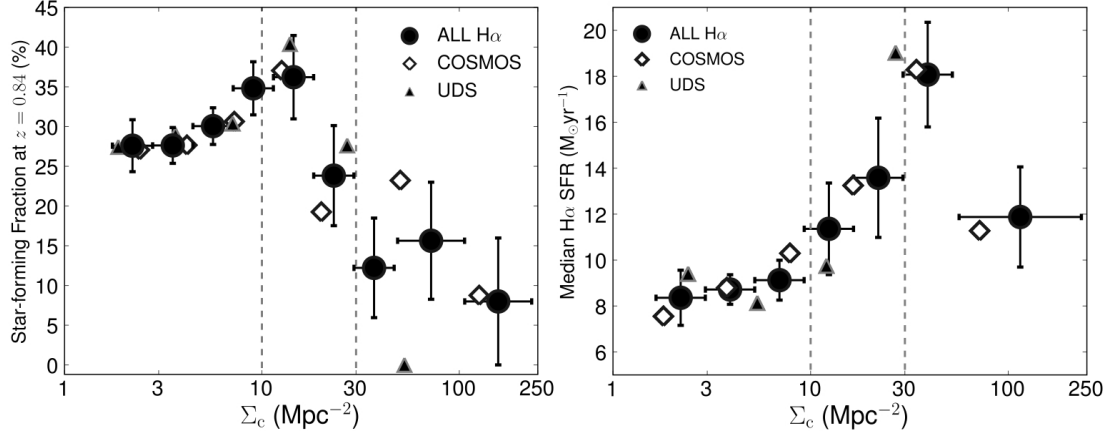 Star-forming Fraction at z = 0.84 (%)
45
40
35
30
25
20
15
10
5
0
ALL Hα
COSMOS
UDS
1 3 10 30 100 250
Σc (Mpc⁻²)
Median Hα SFR (M⊙yr⁻¹)
20
18
16
14
12
10
8
6
ALL Hα
COSMOS
UDS
1 3 10 30 100 250
Σc (Mpc⁻²)